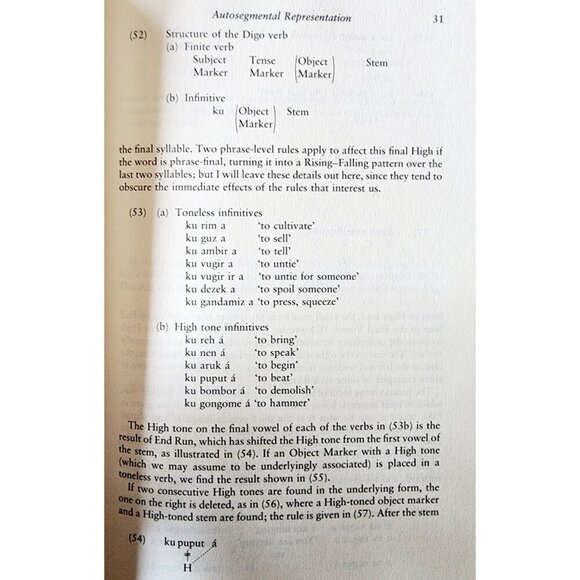 Autosegmental Representation 31
(52) Structure of the Digo verb
(a) Finite verb
Subject Tense (Object Stem
Marker Marker Marker)
(b) Infinitive
ku (Object Stem
Marker)
the final syllable. Two phrase-level rules apply to affect this final High if
the word is phrase-final, turning it into a Rising–Falling pattern over the
last two syllables; but I will leave these details out here, since they tend to
obscure the immediate effects of the rules that interest us.
(53) (a) Toneless infinitives
ku rim a 'to cultivate'
ku guz a 'to sell'
ku ambir a 'to tell'
ku vugir a 'to untie'
ku vugir ir a 'to untie for someone'
ku dezek a 'to spoil someone'
ku gandamiz a 'to press, squeeze'
(b) High tone infinitives
ku reh á 'to bring'
ku nen á 'to speak'
ku aruk á 'to begin'
ku puput á 'to beat'
ku bombor á 'to demolish'
ku gongome á 'to hammer'
The High tone on the final vowel of each of the verbs in (53b) is the
result of End Run, which has shifted the High tone from the first vowel of
the stem, as illustrated in (54). If an Object Marker with a High tone
(which we may assume to be underlyingly associated) is placed in a
toneless verb, we find the result shown in (55).
If two consecutive High tones are found in the underlying form, the
one on the right is deleted, as in (56), where a High-toned object marker
and a High-toned stem are found; the rule is given in (57). After the stem
(54) ku puput á
H